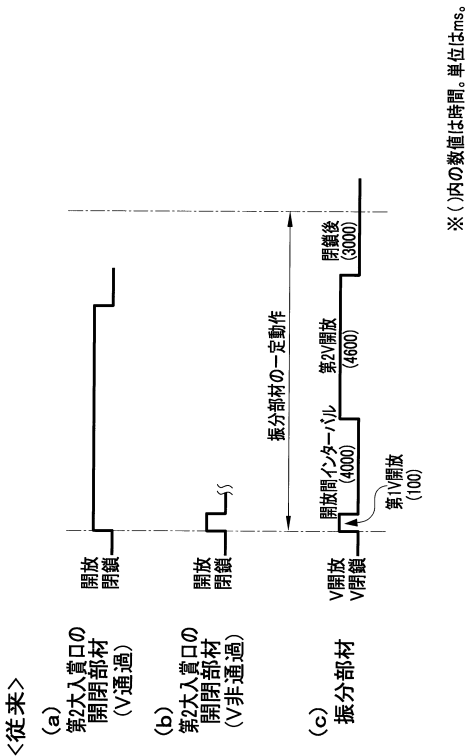 <従来>
(a)
第2大入賞口の
開閉部材
(V通過)
開放
閉鎖
(b)
第2大入賞口の
開閉部材
(V非通過)
開放
閉鎖
振分部材の一定動作
(c)
振分部材
V開放
V閉鎖
開放間インターバル
(4000)
第2V開放
(4600)
閉鎖後
(3000)
第1V開放
(100)
※()内の数値は時間。単位はms。